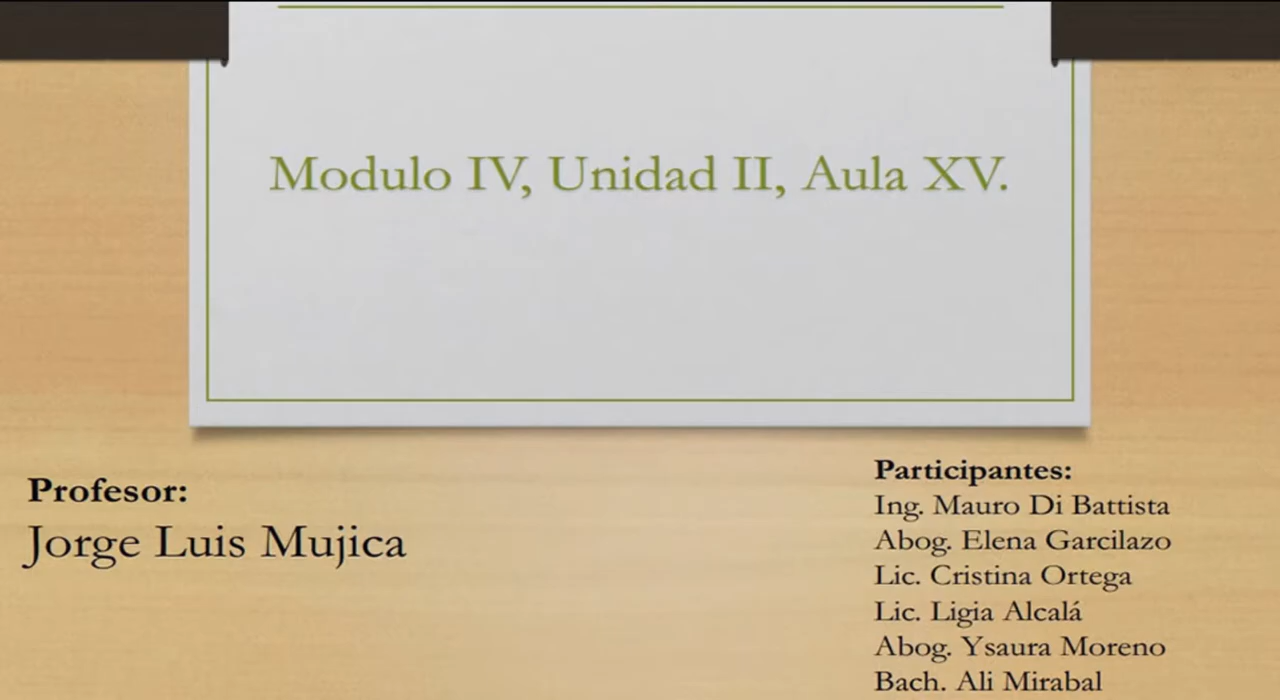 Modulo IV, Unidad II, Aula XV.
Profesor:
Jorge Luis Mujica
Participantes:
Ing. Mauro Di Battista
Abog. Elena Garcilazo
Lic. Cristina Ortega
Lic. Ligia Alcalá
Abog. Ysaura Moreno
Bach. Ali Mirabal